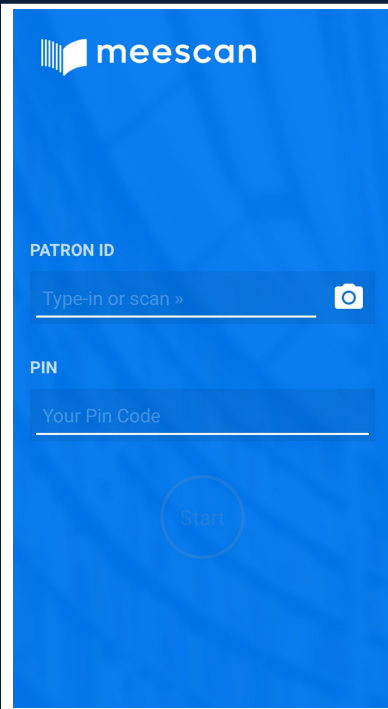 meescan
PATRON ID
Type-in or scan »
PIN
Your Pin Code
Start